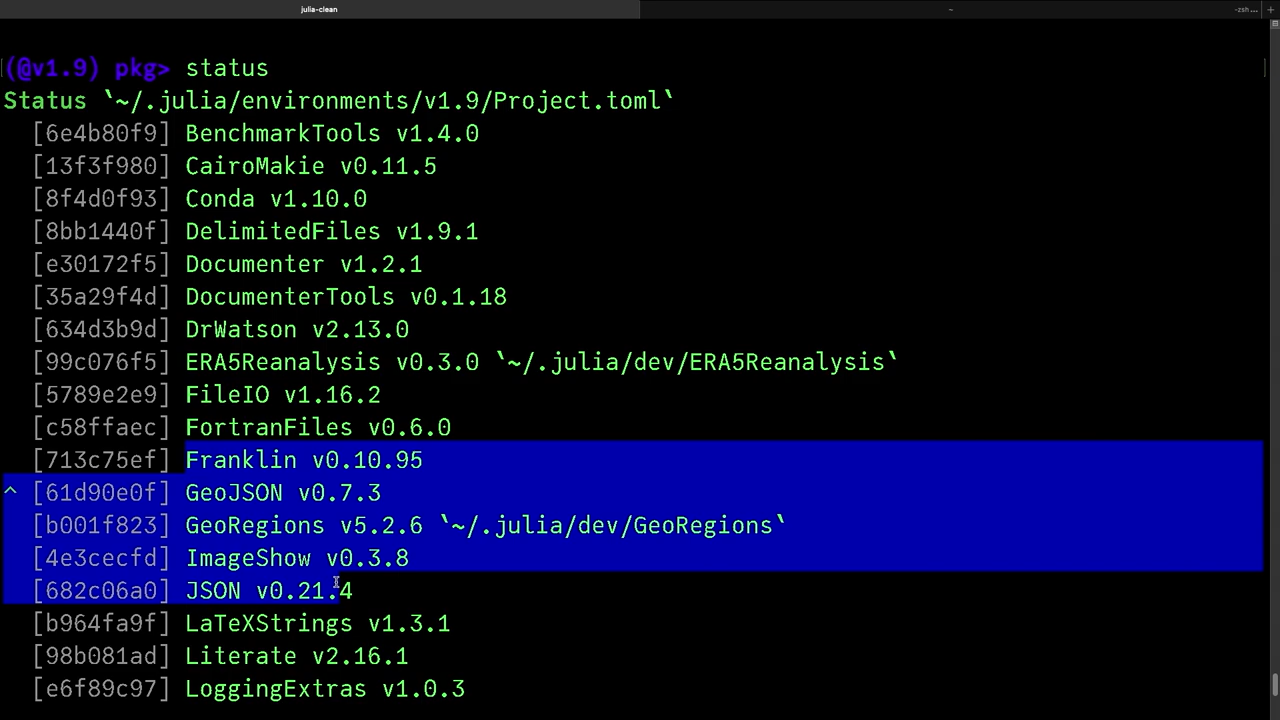 julia-clean
~
-zsh...
(@v1.9) pkg> status
Status `~/.julia/environments/v1.9/Project.toml`
[6e4b80f9] BenchmarkTools v1.4.0
[13f3f980] CairoMakie v0.11.5
[8f4d0f93] Conda v1.10.0
[8bb1440f] DelimitedFiles v1.9.1
[e30172f5] Documenter v1.2.1
[35a29f4d] DocumenterTools v0.1.18
[634d3b9d] DrWatson v2.13.0
[99c076f5] ERA5Reanalysis v0.3.0 `~/.julia/dev/ERA5Reanalysis`
[5789e2e9] FileIO v1.16.2
[c58ffaec] FortranFiles v0.6.0
[713c75ef] Franklin v0.10.95
^ [61d90e0f] GeoJSON v0.7.3
[b001f823] GeoRegions v5.2.6 `~/.julia/dev/GeoRegions`
[4e3cecfd] ImageShow v0.3.8
[682c06a0] JSON v0.21.4
[b964fa9f] LaTeXStrings v1.3.1
[98b081ad] Literate v2.16.1
[e6f89c97] LoggingExtras v1.0.3